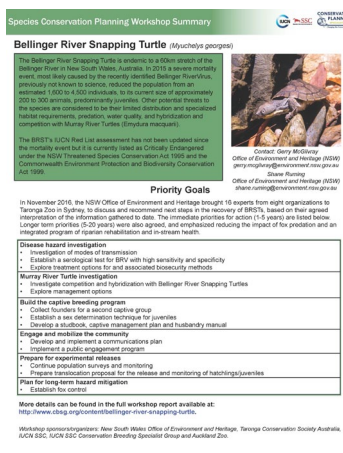 Species Conservation Planning Workshop Summary
IUCN SSC
CONSERVAT
PLANN
Bellinger River Snapping Turtle (Myuchelys georgesi)
The Bellinger River Snapping Turtle is endemic to a 60km stretch of the
Bellinger River in New South Wales, Australia. In 2015 a severe mortality
event, most likely caused by the recently identified Bellinger RiverVirus,
previously not known to science, reduced the population from an
estimated 1,600 to 4,500 individuals, to its current size of approximately
200 to 300 animals, predominantly juveniles. Other potential threats to
the species are considered to be their limited distribution and specialized
habitat requirements, predation, water quality, and hybridization and
competition with Murray River Turtles (Emydura macquarii).
The BRST's IUCN Red List assessment has not been updated since
the mortality event but it is currently listed as Critically Endangered
under the NSW Threatened Species Conservation Act 1995 and the
Commonwealth Environment Protection and Biodiversity Conservation
Act 1999.
Contact: Gerry McGilvray
Office of Environment and Heritage (NSW)
gerry.mcgilvray@environment.nsw.gov.au
Shane Ruming
Office of Environment and Heritage (NSW)
shane.ruming@environment.nsw.gov.au
Priority Goals
In November 2016, the NSW Office of Environment and Heritage brought 16 experts from eight organizations to
Taronga Zoo in Sydney, to discuss and recommend next steps in the recovery of BRSTs, based on their agreed
interpretation of the information gathered to date. The immediate priorities for action (1-5 years) are listed below.
Longer term priorities (5-20 years) were also agreed, and emphasized reducing the impact of fox predation and an
integrated program of riparian rehabilitation and in-stream health.
Disease hazard investigation
• Investigation of modes of transmission
• Establish a serological test for BRV with high sensitivity and specificity
• Explore treatment options for and associated biosecurity methods
Murray River Turtle investigation
• Investigate competition and hybridization with Bellinger River Snapping Turtles
• Explore management options
Build the captive breeding program
• Collect founders for a second captive group
• Establish a sex determination technique for juveniles
• Develop a studbook, captive management plan and husbandry manual
Engage and mobilize the community
• Develop and implement a communications plan
• Implement a public engagement program
Prepare for experimental releases
• Continue population surveys and monitoring
• Prepare translocation proposal for the release and monitoring of hatchlings/juveniles
Plan for long-term hazard mitigation
• Establish fox control
More details can be found in the full workshop report available at:
http://www.cbsg.org/content/bellinger-river-snapping-turtle.
Workshop sponsors/organizers: New South Wales Office of Environment and Heritage, Taronga Conservation Society Australia,
IUCN SSC, IUCN SSC Conservation Breeding Specialist Group and Auckland Zoo.